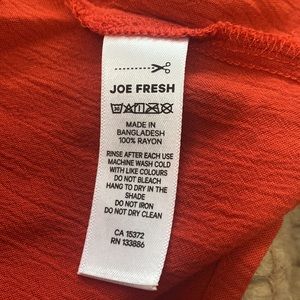 JOE FRESH
MADE IN
BANGLADESH
100% RAYON
RINSE AFTER EACH USE
MACHINE WASH COLD
WITH LIKE COLOURS
DO NOT BLEACH
HANG TO DRY IN THE
SHADE
DO NOT IRON
DO NOT DRY CLEAN
CA 15372
RN 133886